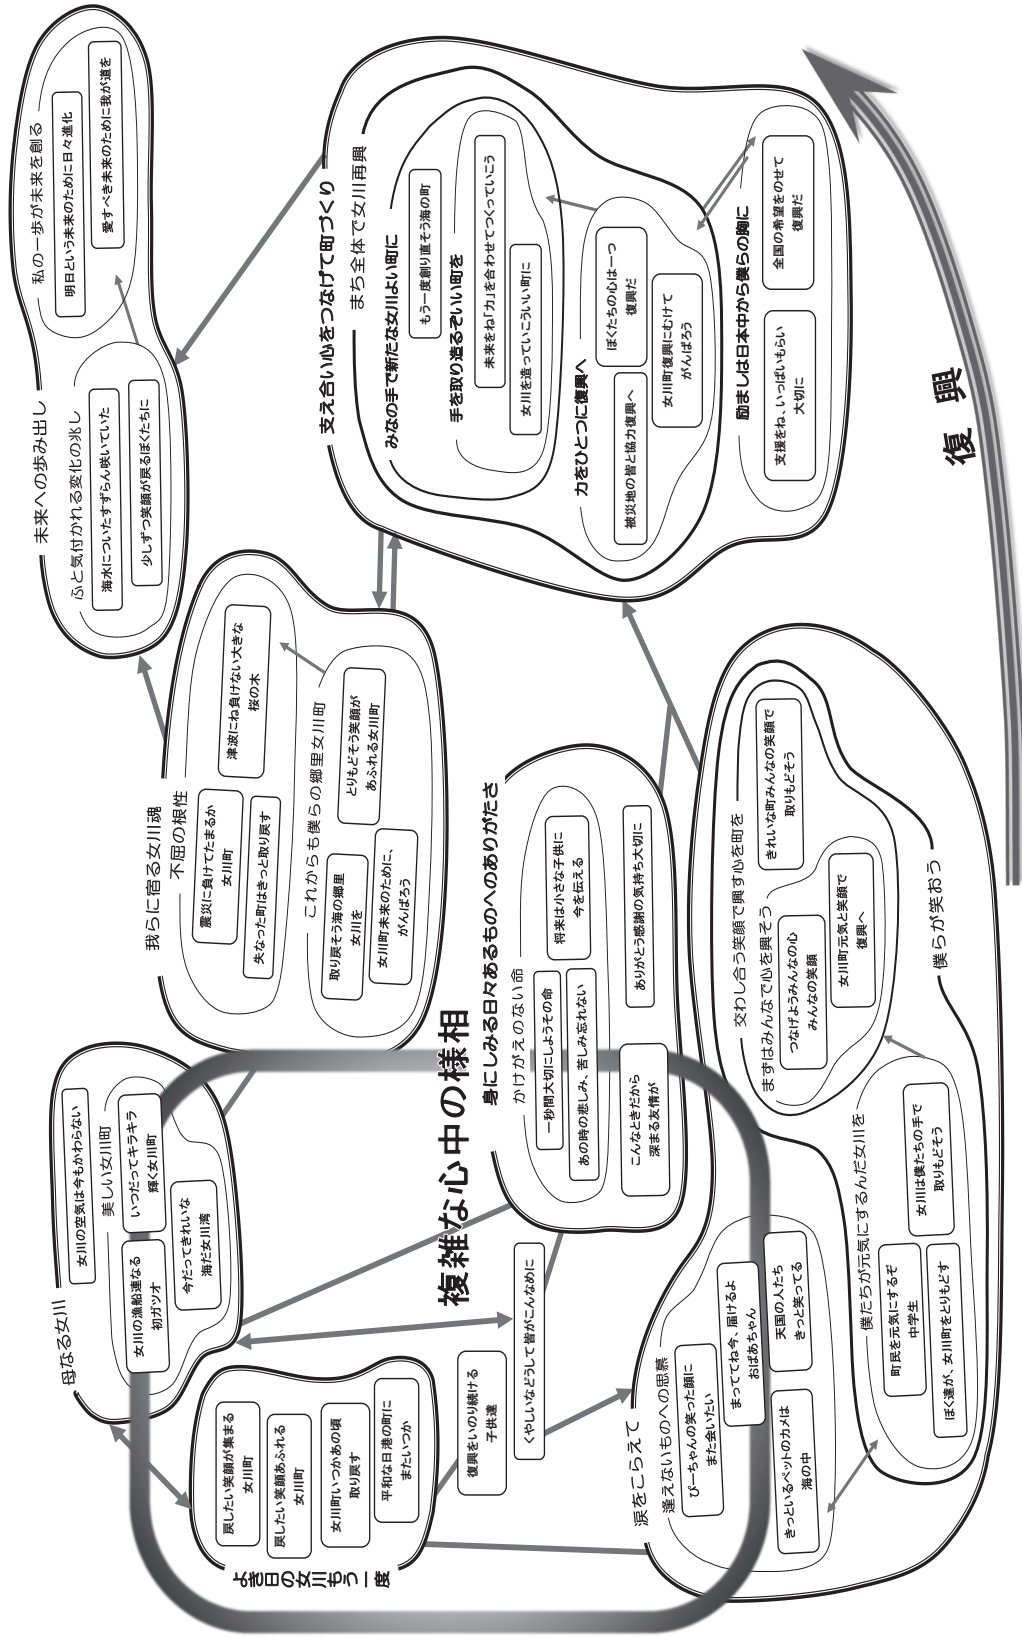 未来への歩み出し
私の一歩が未来を創る
明日という未来のために日々進化
愛すべき未来のために我が道を
ふと気付かれる変化の兆し
海水についたすずらん咲いていた
少しずつ笑顔が戻るぼくたちに
支え合い心をつなげて町づくり
まち全体で女川再興
みなの手で新たな女川よい町に
もう一度創り直そう海の町
手を取り造るぞいい町を
未来をね「力」を合わせてつくっていこう
女川を造っていこういい町に
力をひとつに復興へ
ぼくたちの心は一つ
復興だ
被災地の皆と協力復興へ
女川町復興にむけて
がんばろう
励ましは日本中から僕らの胸に
全国の希望をのせて
復興だ
支援をね、いっぱいもらい
大切に
復興
我らに宿る女川魂
不屈の根性
津波にね負けない大きな
桜の木
震災に負けてたまるか
女川町
失なった町はきっと取り戻す
これからも僕らの郷里女川町
とりもどそう笑顔が
あふれる女川町
取り戻そう海の郷里
女川を
女川町未来のために、
がんばろう
身にしみる日々あるものへのありがたさ
かけがえのない命
将来は小さな子供に
今を伝える
一秒間大切にしようその命
あの時の悲しみ、苦しみ忘れない
ありがとう感謝の気持ち大切に
こんなときだから
深まる友情が
僕らが笑おう
交わし合う笑顔で興す心を町を
きれいな町みんなの笑顔で
取りもどそう
まずはみんなで心を興そう
つなげようみんなの心
みんなの笑顔
女川町元気と笑顔で
復興へ
僕たちが元気にするんだ女川を
女川は僕たちの手で
取りもどそう
町民を元気にするぞ
中学生
ぼく達が、女川町をとりもどす
母なる女川
女川の空気は今もかわらない
美しい女川町
いつだってキラキラ
輝く女川町
女川の漁船連なる
初ガツオ
今だってきれいな
海だ女川湾
複雑な心中の様相
よき日の女川もう一度
戻したい笑顔が集まる
女川町
戻したい笑顔あふれる
女川町
女川町いつかあの頃
取り戻す
平和な日港の町に
またいつか
復興をいのり続ける
子供達
くやしいなどうして皆がこんなめに
涙をこらえて
逢えないものへの思慕
ぴーちゃんの笑った顔に
また会いたい
まっててね今、届けるよ
おばあちゃん
天国の人たち
きっと笑ってる
きっといるペットのカメは
海の中